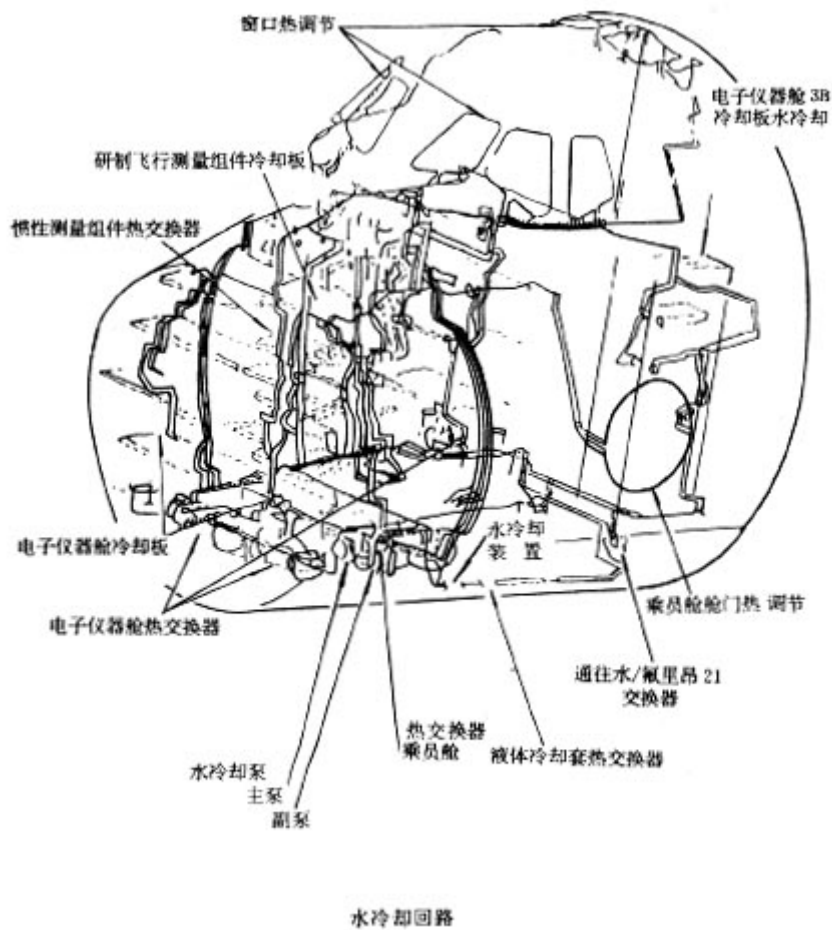 窗口热调节
电子仪器舱 3B
冷却板水冷却
研制飞行测量组件冷却板
惯性测量组件热交换器
水冷却
装 置
电子仪器舱冷却板
电子仪器舱热交换器
乘员舱舱门热 调节
通往水/氟里昂 21
交换器
热交换器
乘员舱
液体冷却套热交换器
水冷却泵
主泵
副泵
水冷却回路